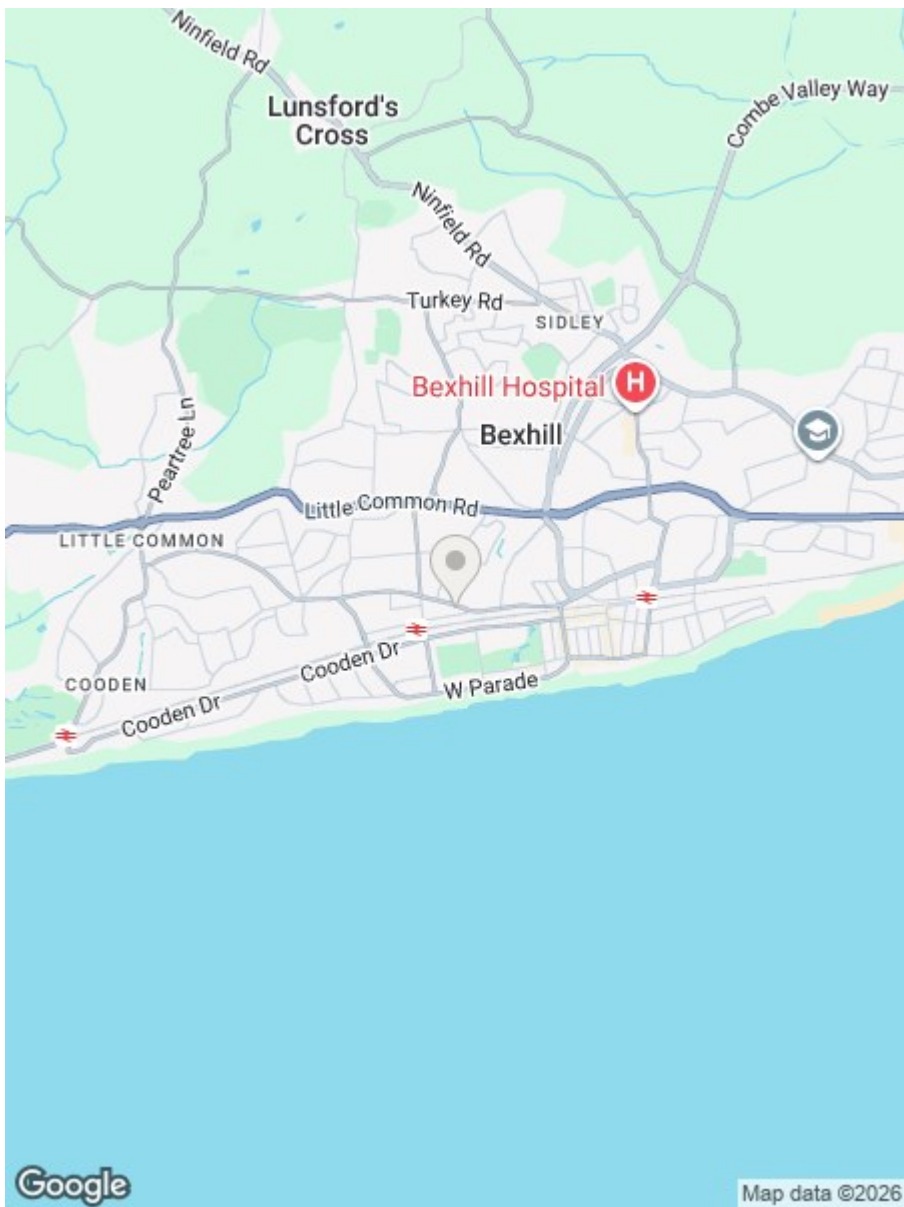 Ninfield Rd
Lunsford's
Cross
Combe Valley Way
Ninfield Rd
Turkey Rd
SIDLEY
Bexhill Hospital
H
Bexhill
Peartree Ln
Little Common Rd
LITTLE COMMON
Cooden Dr
W Parade
COODEN
Cooden Dr
Google
Map data ©2026